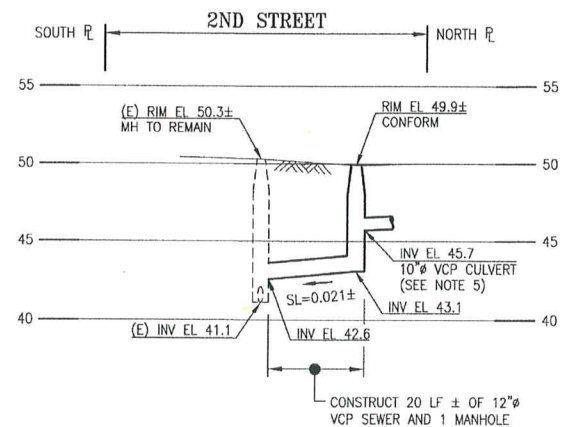 2ND STREET
SOUTH PL
NORTH PL
55
55
(E) RIM EL 50.3±
MH TO REMAIN
RIM EL 49.9±
CONFORM
50
50
45
45
INV EL 45.7
10"ø VCP CULVERT
(SEE NOTE 5)
SL=0.021±
INV EL 43.1
40
40
(E) INV EL 41.1
INV EL 42.6
CONSTRUCT 20 LF ± OF 12"ø
VCP SEWER AND 1 MANHOLE